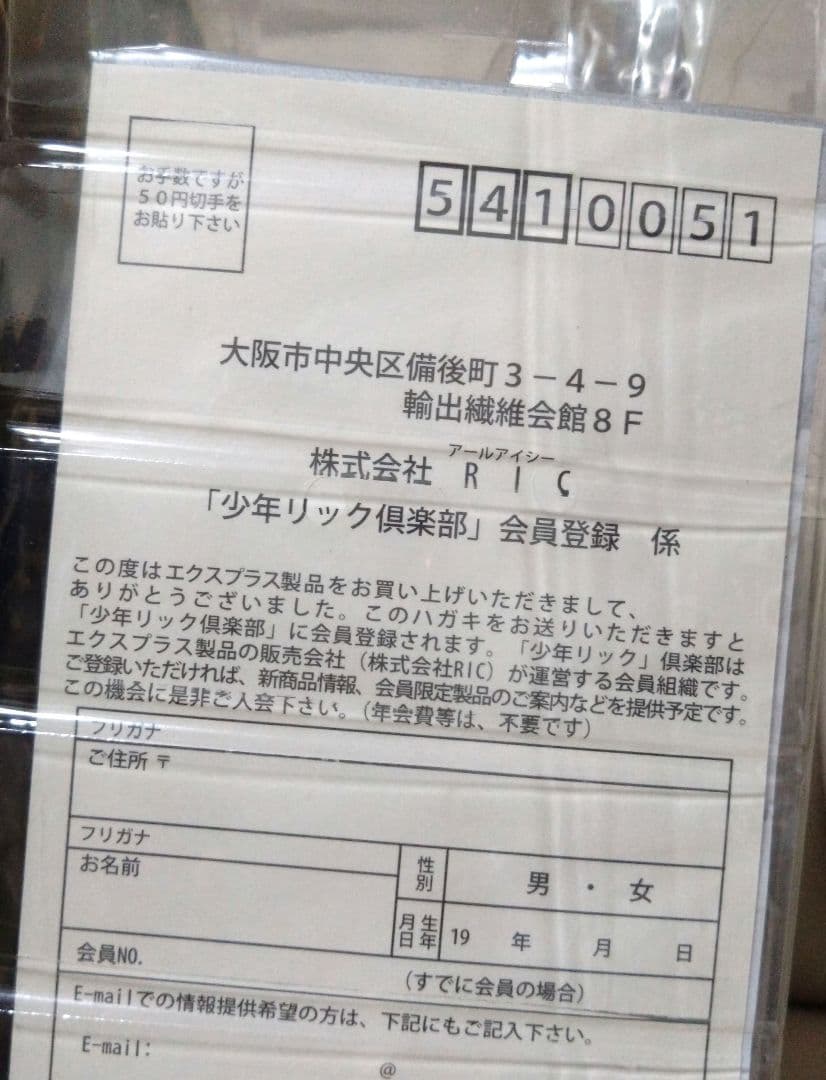 お手数ですが
50円切手を
お貼り下さい
5410051
大阪市中央区備後町3-4-9
輸出繊維会館8F
アールアイシー
株式会社 RIC
「少年リック倶楽部」会員登録 係
この度はエクスプラス製品をお買い上げいただきまして、
ありがとうございました。このハガキをお送りいただきますと
「少年リック倶楽部」に会員登録されます。「少年リック」倶楽部は
エクスプラス製品の販売会社(株式会社RIC)が運営する会員組織です。
ご登録いただければ、新商品情報、会員限定製品のご案内などを提供予定です。
この機会に是非ご入会下さい。(年会費等は、不要です)
フリガナ
ご住所 〒
フリガナ
お名前
性別
男 ・ 女
生年月日
19 年 月 日
会員NO.
(すでに会員の場合)
E-mailでの情報提供希望の方は、下記にもご記入下さい。
E-mail:
@